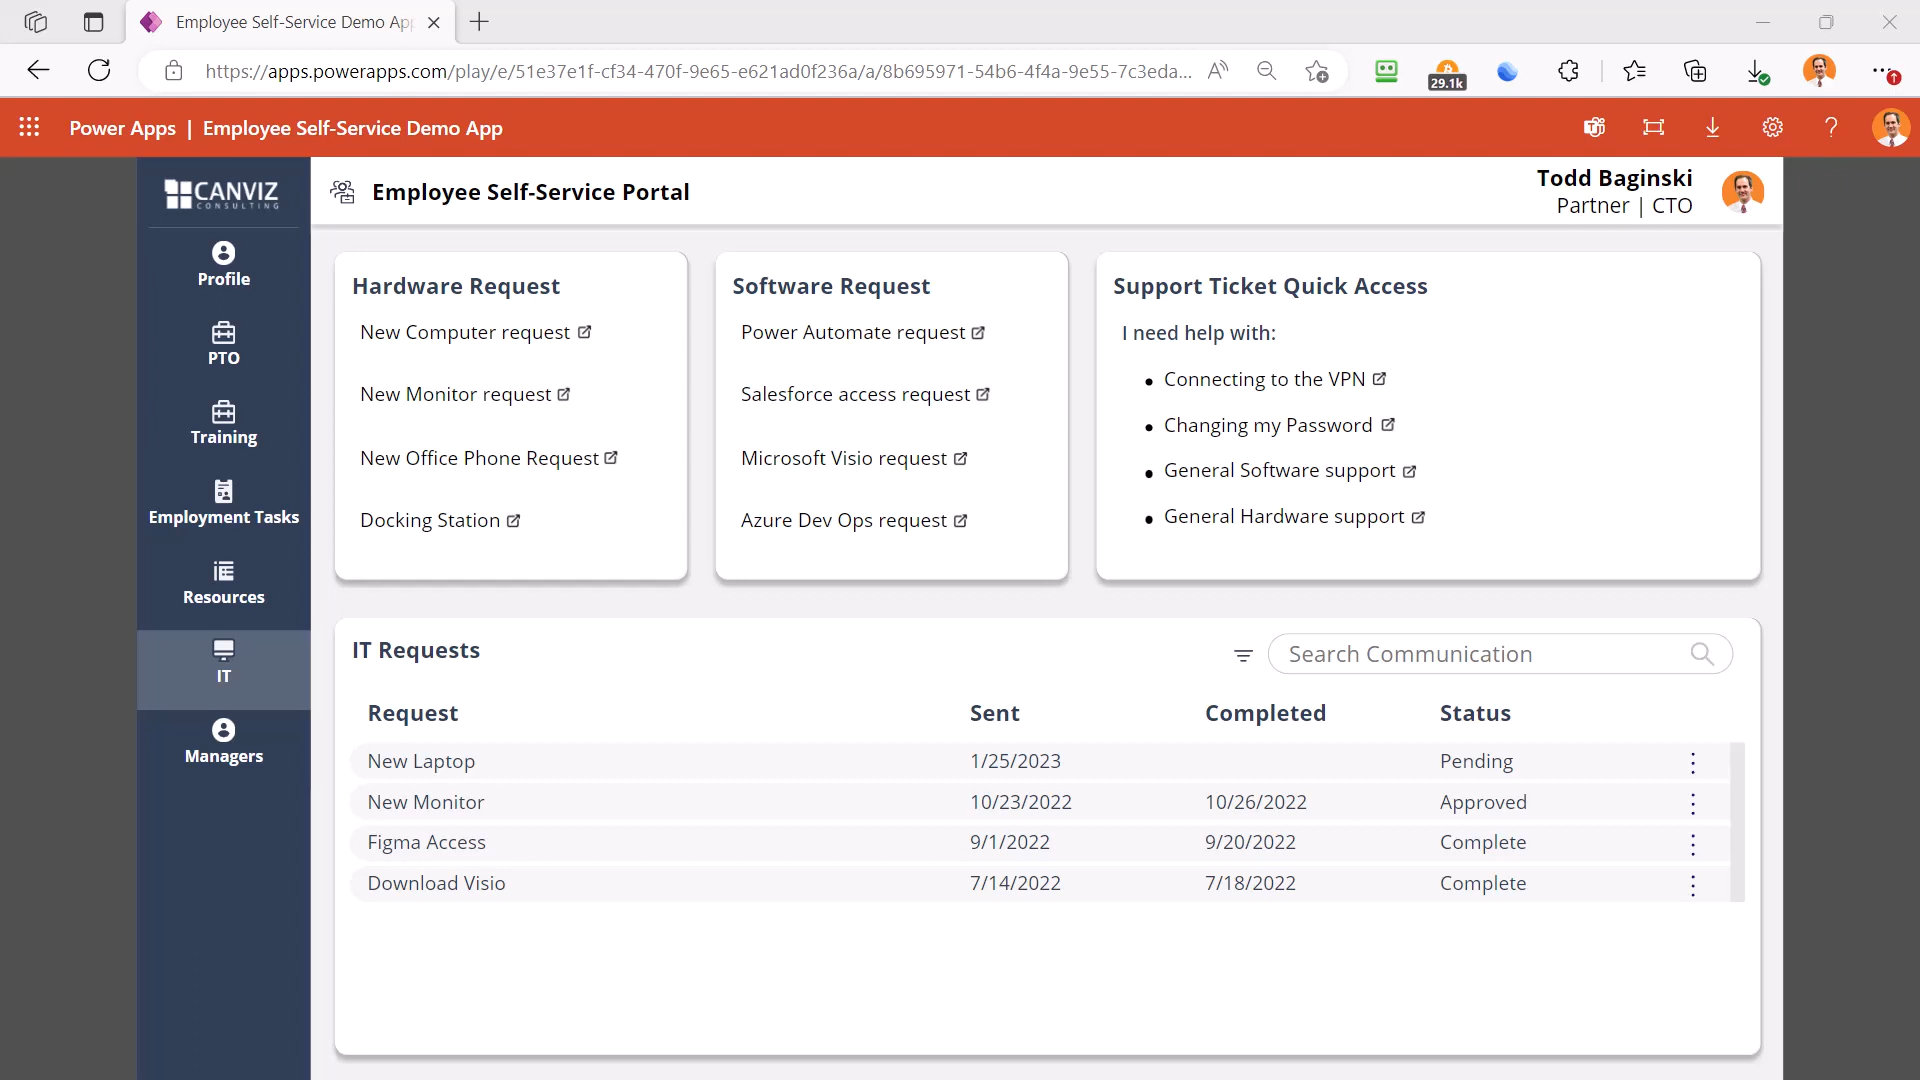 Employee Self-Service Demo App
https://apps.powerapps.com/play/e/51e37e1f-cf34-470f-9e65-e621ad0f236a/a/8b695971-54b6-4f4a-9e55-7c3eda...
29.1k
Power Apps | Employee Self-Service Demo App
CANVIZ
CONSULTING
Profile
PTO
Training
Employment Tasks
Resources
IT
Managers
Employee Self-Service Portal
Todd Baginski
Partner | CTO
Hardware Request
New Computer request
New Monitor request
New Office Phone Request
Docking Station
Software Request
Power Automate request
Salesforce access request
Microsoft Visio request
Azure Dev Ops request
Support Ticket Quick Access
I need help with:
• Connecting to the VPN
• Changing my Password
• General Software support
• General Hardware support
IT Requests
Search Communication
Request Sent Completed Status
New Laptop 1/25/2023 Pending
New Monitor 10/23/2022 10/26/2022 Approved
Figma Access 9/1/2022 9/20/2022 Complete
Download Visio 7/14/2022 7/18/2022 Complete